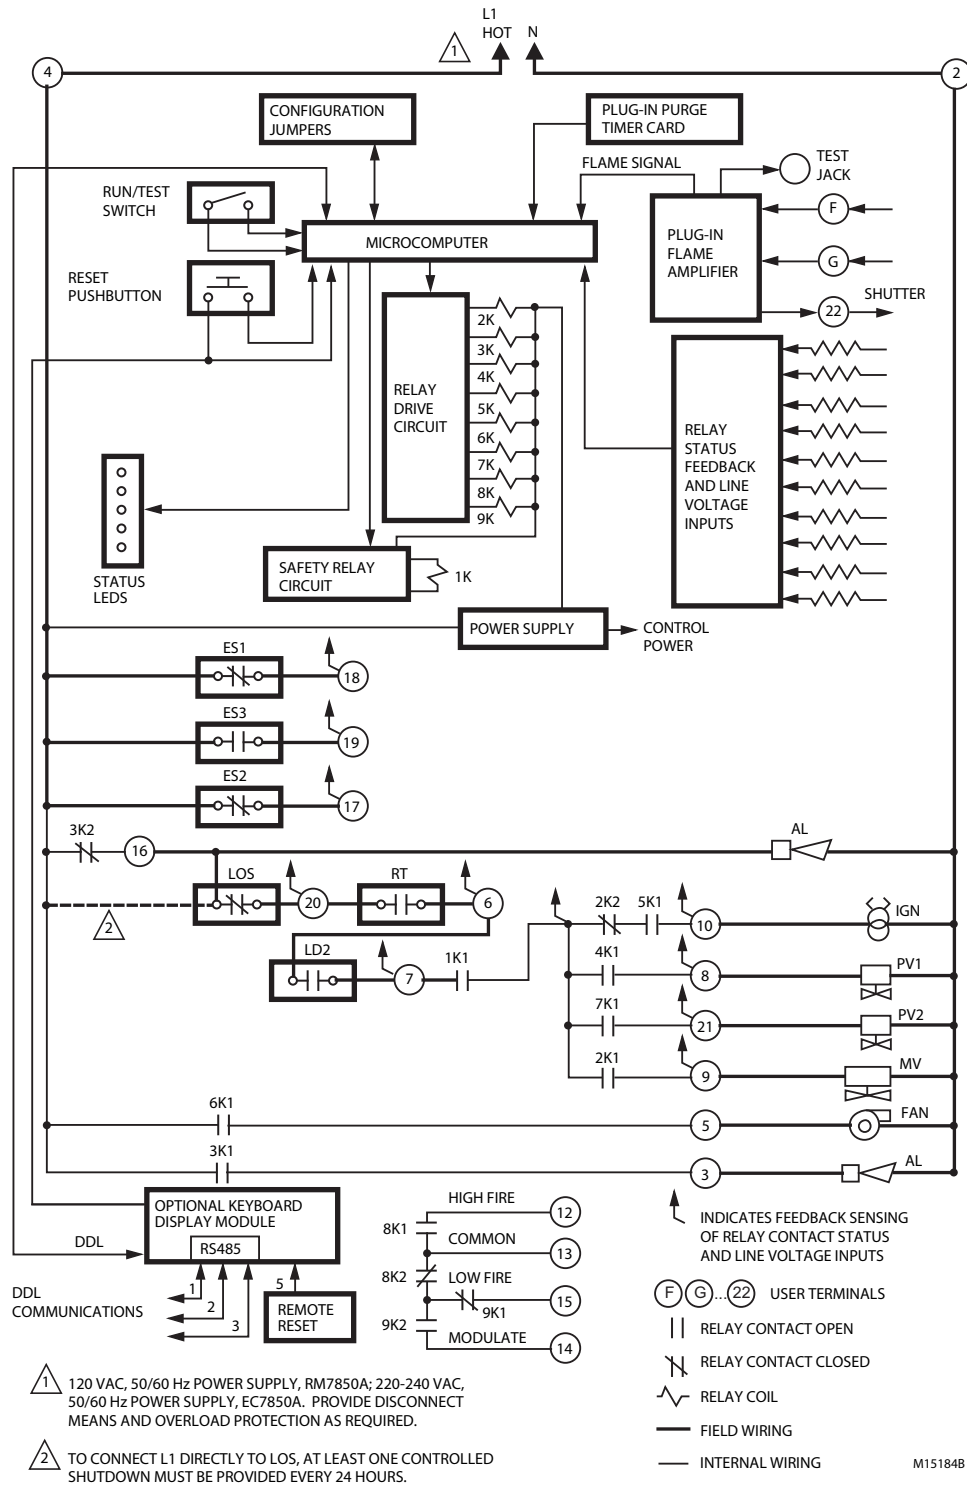 L1
HOT
N
1
4
2
CONFIGURATION
JUMPERS
PLUG-IN PURGE
TIMER CARD
FLAME SIGNAL
TEST
JACK
RUN/TEST
SWITCH
F
PLUG-IN
FLAME
AMPLIFIER
MICROCOMPUTER
G
RESET
PUSHBUTTON
SHUTTER
22
2K
3K
4K
5K
6K
7K
8K
9K
RELAY
DRIVE
CIRCUIT
RELAY
STATUS
FEEDBACK
AND LINE
VOLTAGE
INPUTS
STATUS
LEDS
SAFETY RELAY
CIRCUIT
1K
POWER SUPPLY
CONTROL
POWER
ES1
18
ES3
19
ES2
17
3K2
16
AL
LOS
RT
20
6
2
2K2
5K1
10
IGN
LD2
7
1K1
4K1
8
PV1
7K1
21
PV2
2K1
9
MV
6K1
5
FAN
3K1
3
AL
OPTIONAL KEYBOARD
DISPLAY MODULE
RS485
DDL
DDL
COMMUNICATIONS
1
2
3
5
REMOTE
RESET
HIGH FIRE
12
8K1
COMMON
13
8K2
LOW FIRE
15
9K1
9K2
MODULATE
14
INDICATES FEEDBACK SENSING
OF RELAY CONTACT STATUS
AND LINE VOLTAGE INPUTS
F G...22 USER TERMINALS
RELAY CONTACT OPEN
RELAY CONTACT CLOSED
RELAY COIL
FIELD WIRING
INTERNAL WIRING
1 120 VAC, 50/60 Hz POWER SUPPLY, RM7850A; 220-240 VAC,
50/60 Hz POWER SUPPLY, EC7850A. PROVIDE DISCONNECT
MEANS AND OVERLOAD PROTECTION AS REQUIRED.
2 TO CONNECT L1 DIRECTLY TO LOS, AT LEAST ONE CONTROLLED
SHUTDOWN MUST BE PROVIDED EVERY 24 HOURS.
M15184B